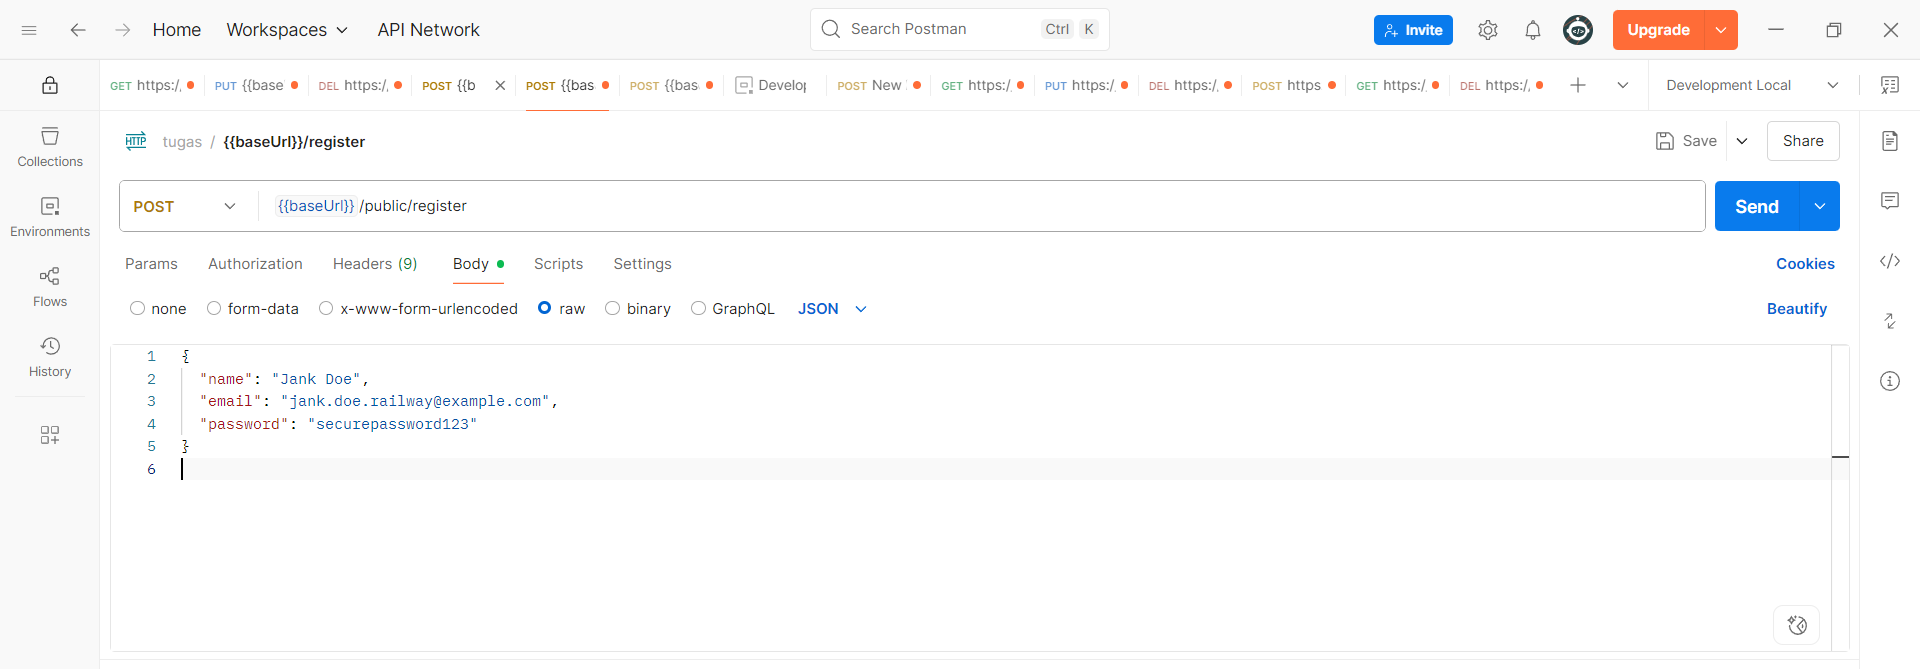 Home Workspaces API Network Search Postman Ctrl K Invite Upgrade
GET https:/, PUT {{base DEL https:/, POST {{b POST {{bas POST {{bas Develop POST New GET https:/ PUT https:/ DEL https:/, POST https GET https:/ DEL https:/, Development Local
HTTP tugas / {{baseUrl}}/register Save Share
Collections
Environments
Flows
History
POST {{baseUrl}} /public/register Send
Params Authorization Headers (9) Body Scripts Settings Cookies
none form-data x-www-form-urlencoded raw binary GraphQL JSON Beautify
1 {
2 "name": "Jank Doe",
3 "email": "jank.doe.railway@example.com",
4 "password": "securepassword123"
5 }
6